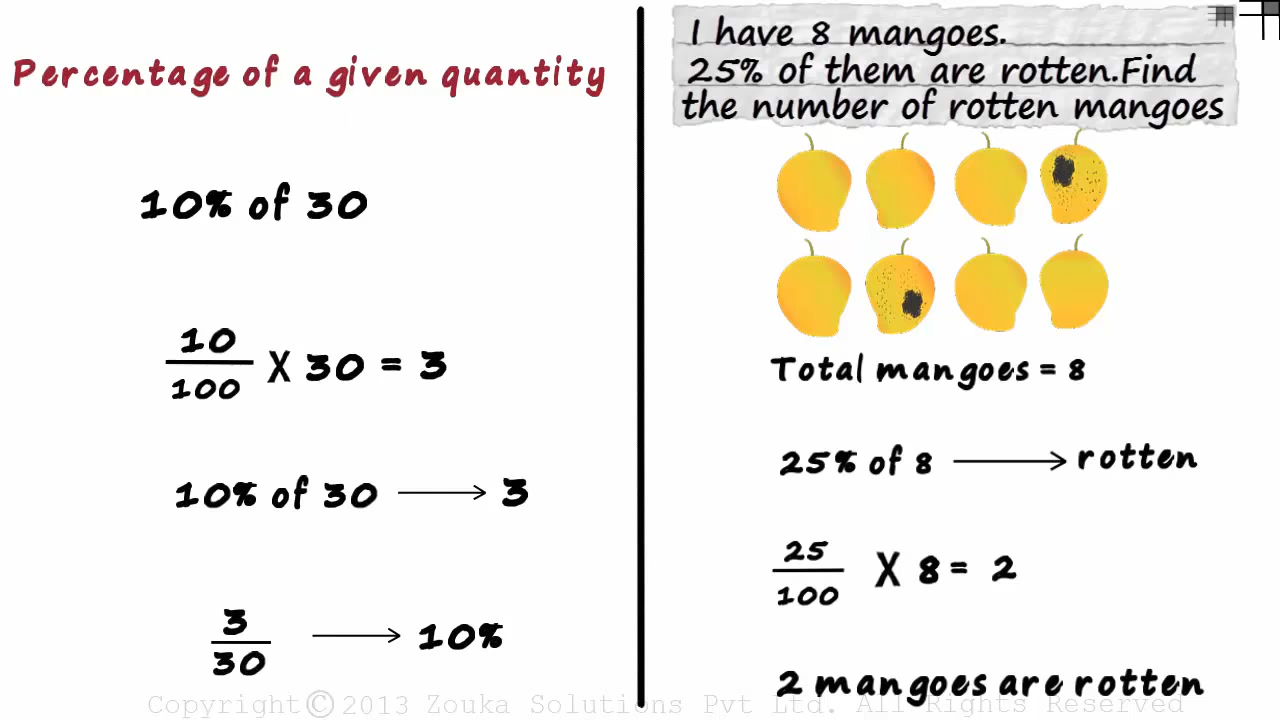 Percentage of a given quantity
10% of 30
10
100
X 30 = 3
10% of 30 ⟶ 3
3
30
⟶ 10%
I have 8 mangoes.
25% of them are rotten.Find
the number of rotten mangoes
Total mangoes = 8
25% of 8 ⟶ rotten
25
100
X 8 = 2
2 mangoes are rotten
Copyright©2013 Zouka Solutions Pvt Ltd. All Rights Reserved